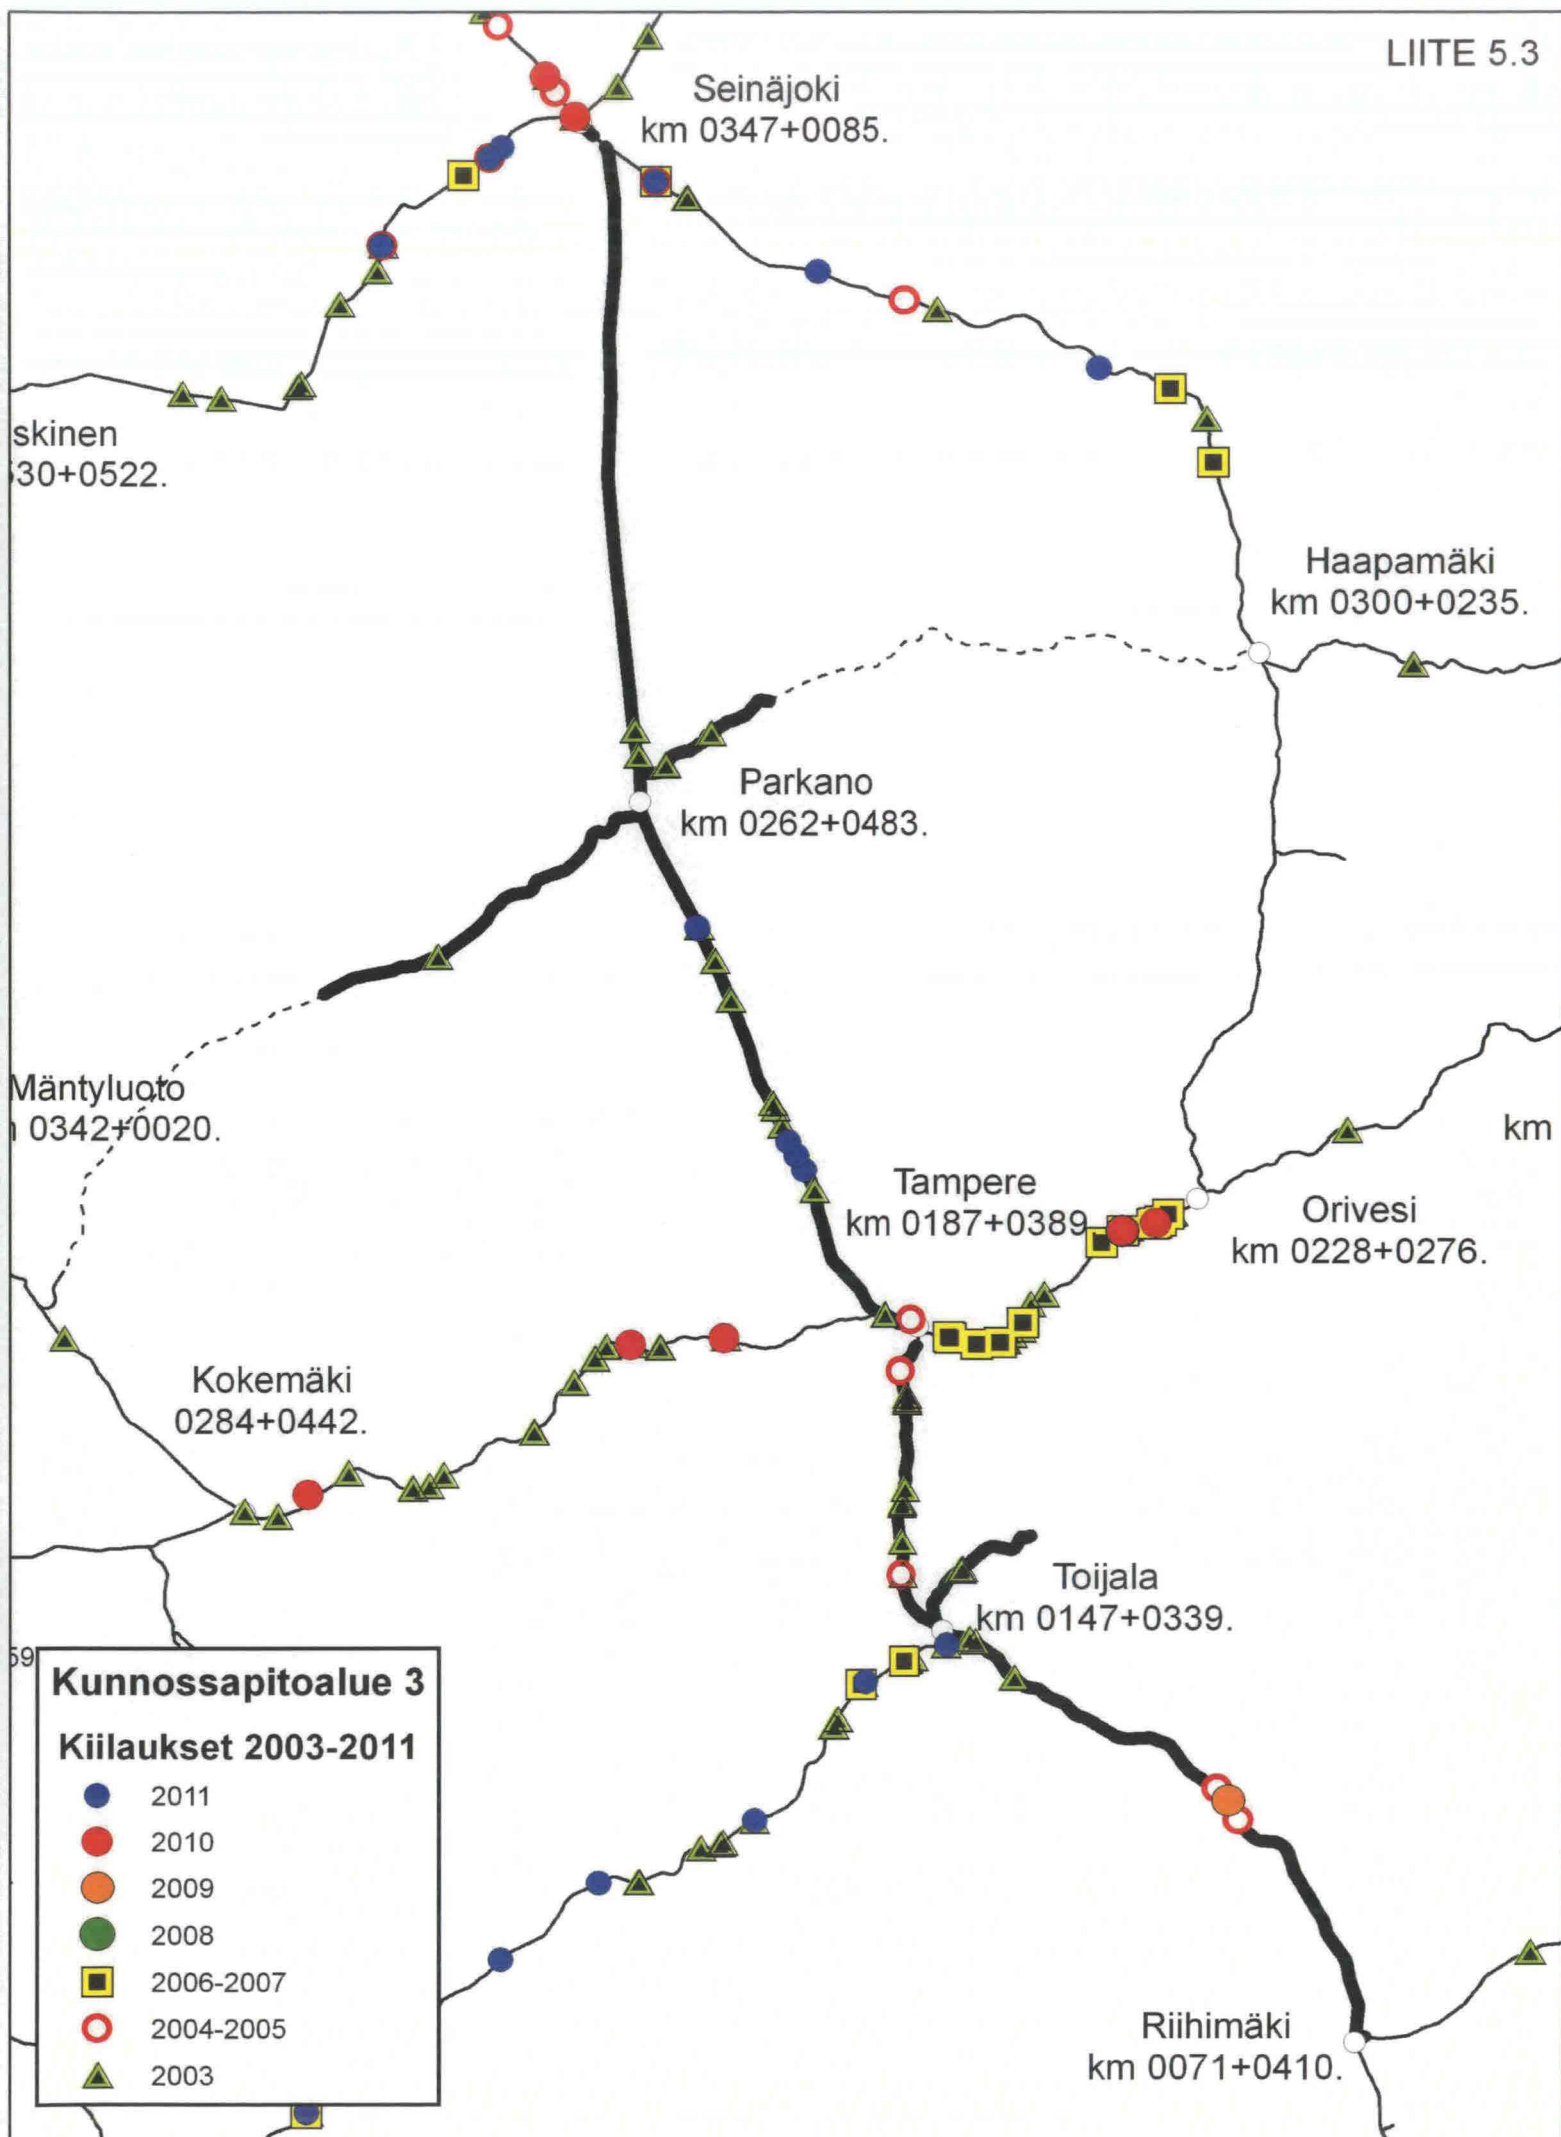 LIITE 5.3
Seinäjoki
km 0347+0085.
skinen
30+0522.
Haapamäki
km 0300+0235.
Parkano
km 0262+0483.
Mäntyluoto
0342+0020.
km
Tampere
km 0187+0389
Orivesi
km 0228+0276.
Kokemäki
0284+0442.
Toijala
km 0147+0339.
59
Kunnossapitoalue 3
Kiilaukset 2003-2011
2011
2010
2009
2008
2006-2007
2004-2005
2003
Riihimäki
km 0071+0410.